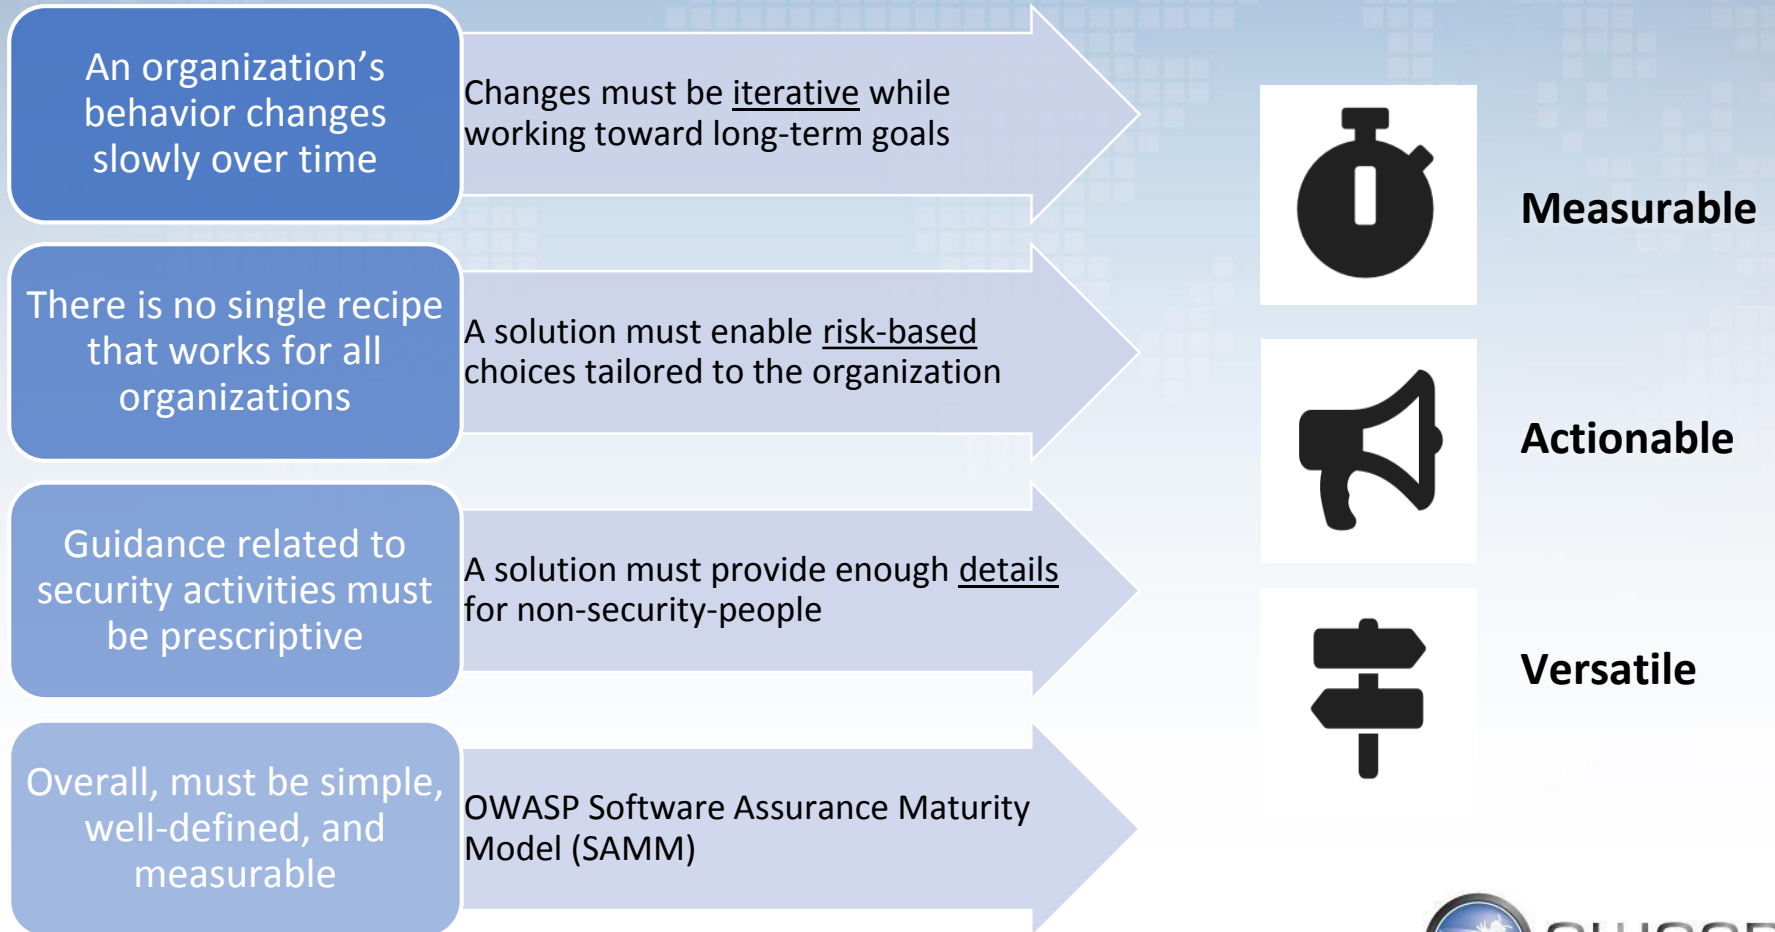 An organization’s
behavior changes
slowly over time
Changes must be iterative while
working toward long-term goals
There is no single recipe
that works for all
organizations
A solution must enable risk-based
choices tailored to the organization
Guidance related to
security activities must
be prescriptive
A solution must provide enough details
for non-security-people
Overall, must be simple,
well-defined, and
measurable
OWASP Software Assurance Maturity
Model (SAMM)
Measurable
Actionable
Versatile